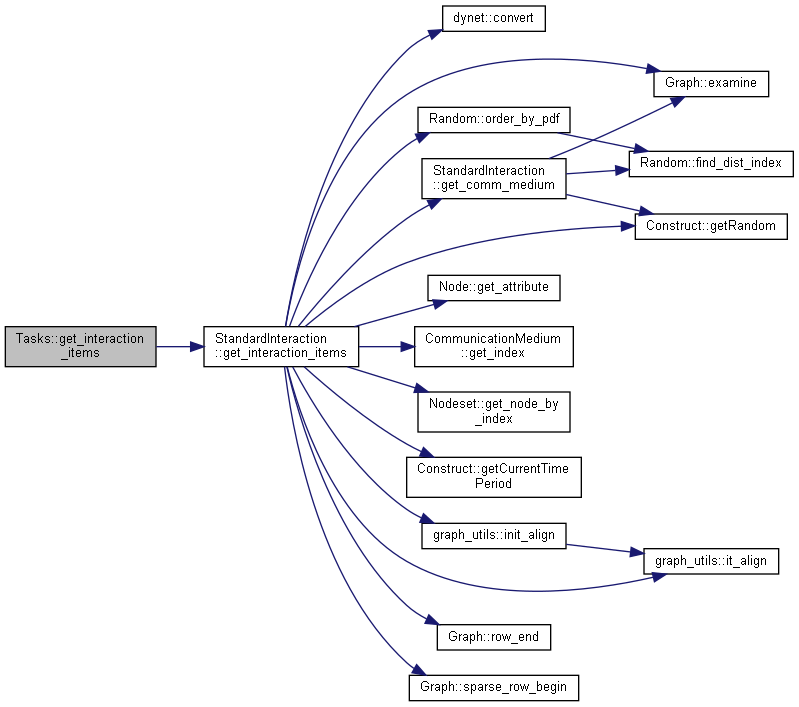 dynet::convert
Graph::examine
Random::order_by_pdf
Random::find_dist_index
StandardInteraction
::get_comm_medium
Construct::getRandom
Node::get_attribute
Tasks::get_interaction
_items
StandardInteraction
::get_interaction_items
CommunicationMedium
::get_index
Nodeset::get_node_by
_index
Construct::getCurrentTime
Period
graph_utils::init_align
graph_utils::it_align
Graph::row_end
Graph::sparse_row_begin